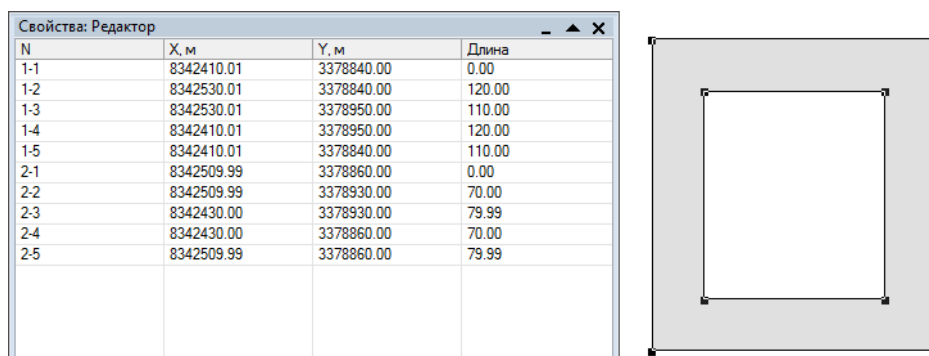 Свойства: Редактор
N X, м Y, м Длина
1-1 8342410.01 3378840.00 0.00
1-2 8342530.01 3378840.00 120.00
1-3 8342530.01 3378950.00 110.00
1-4 8342410.01 3378950.00 120.00
1-5 8342410.01 3378840.00 110.00
2-1 8342509.99 3378860.00 0.00
2-2 8342509.99 3378930.00 70.00
2-3 8342430.00 3378930.00 79.99
2-4 8342430.00 3378860.00 70.00
2-5 8342509.99 3378860.00 79.99